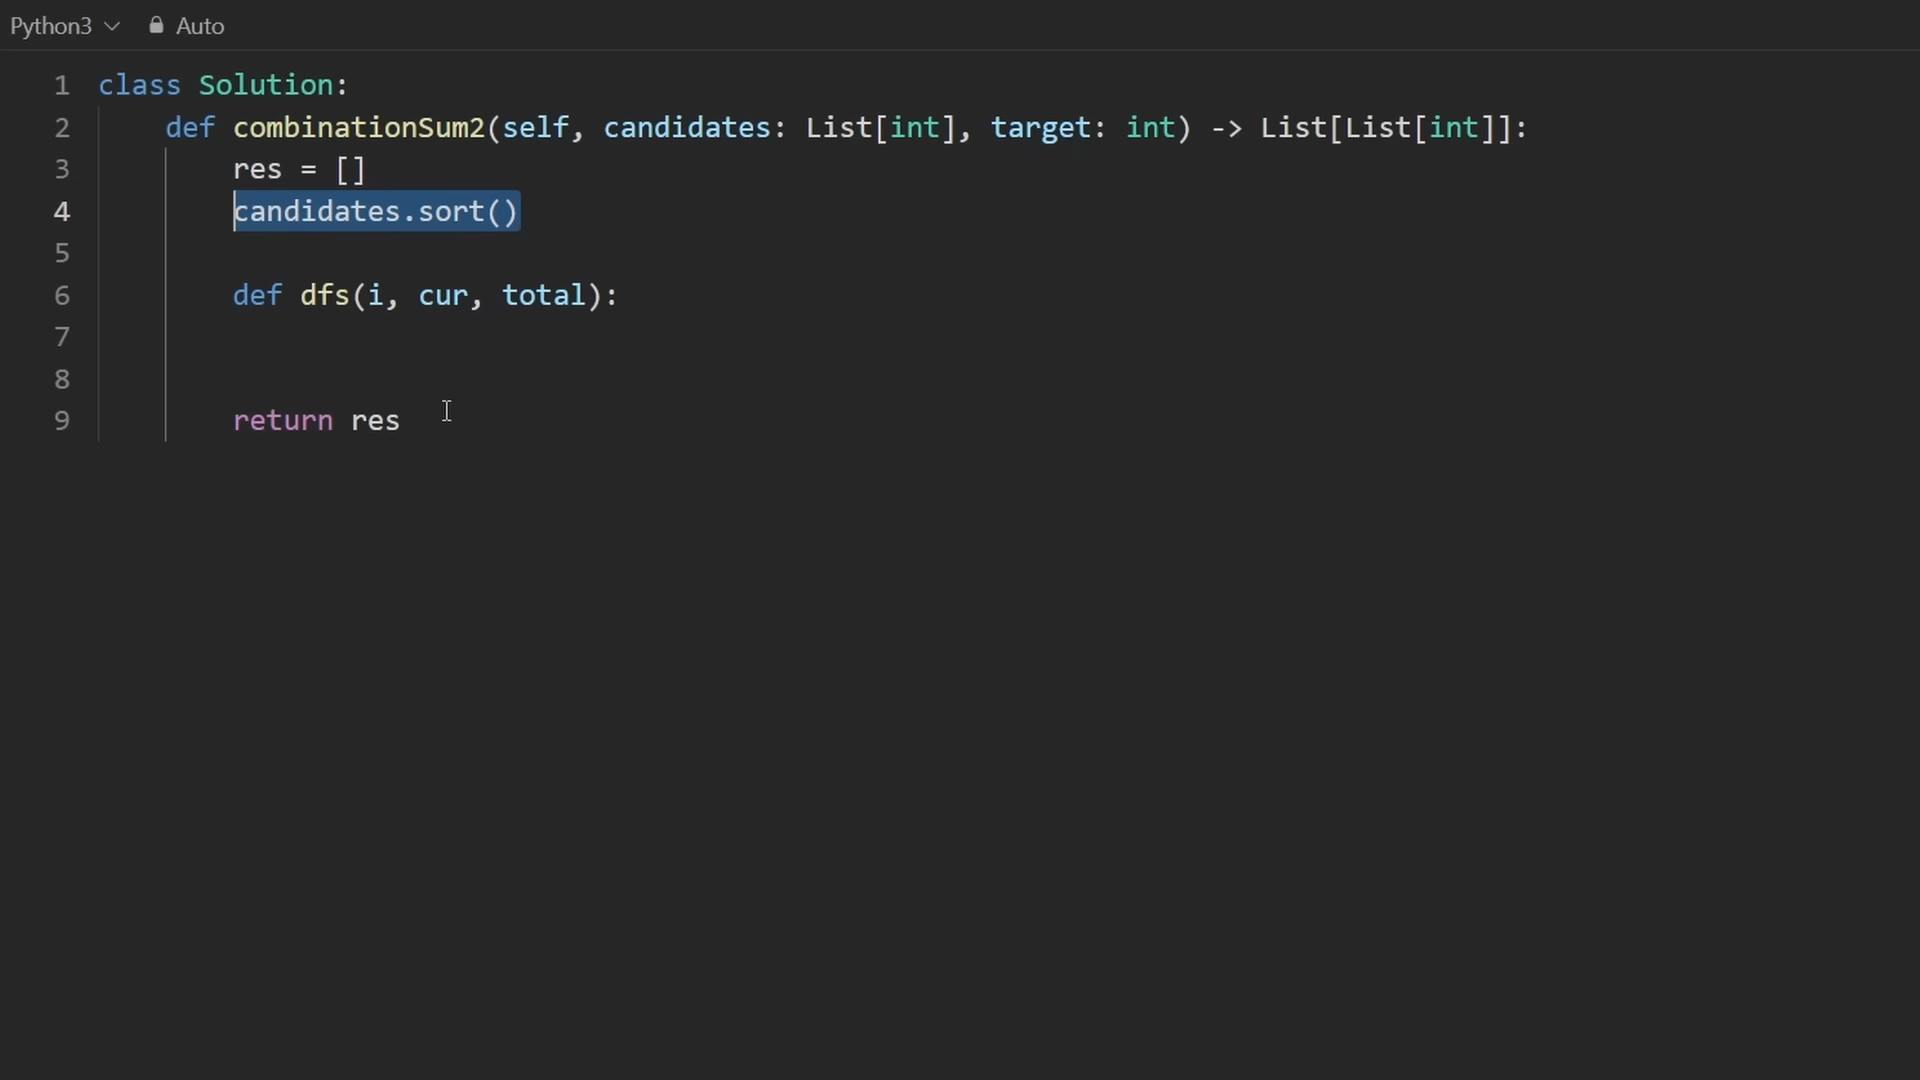 Python3 Auto
1 class Solution:
2 def combinationSum2(self, candidates: List[int], target: int) -> List[List[int]]:
3 res = []
4 candidates.sort()
5
6 def dfs(i, cur, total):
7
8
9 return res